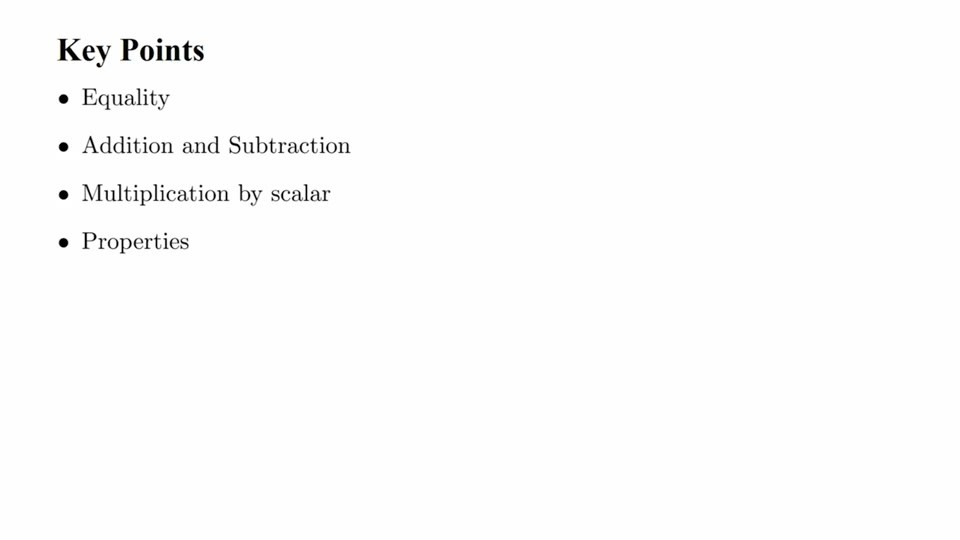 Key Points
• Equality
• Addition and Subtraction
• Multiplication by scalar
• Properties